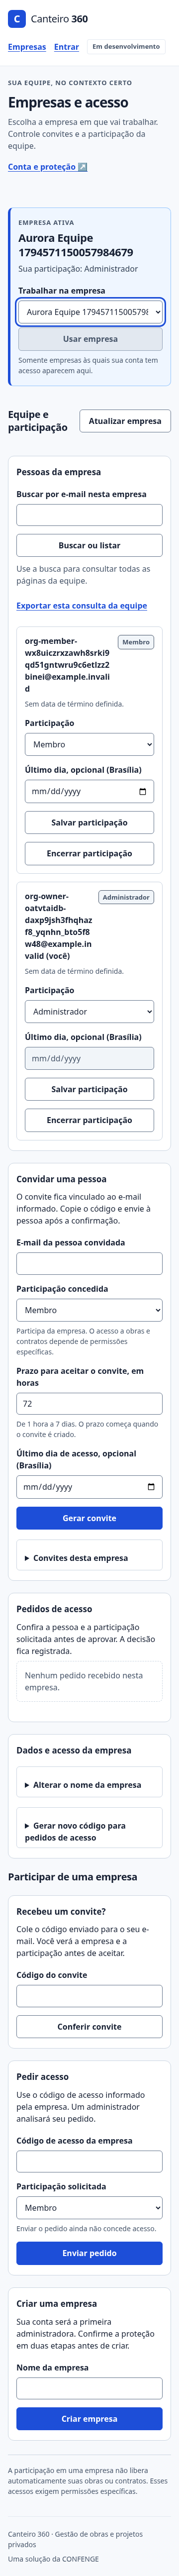 C Canteiro 360
Empresas Entrar Em desenvolvimento
SUA EQUIPE, NO CONTEXTO CERTO
Empresas e acesso
Escolha a empresa em que vai trabalhar.
Controle convites e a participação da
equipe.
Conta e proteção ↗
EMPRESA ATIVA
Aurora Equipe
1794571150057984679
Sua participação: Administrador
Trabalhar na empresa
Aurora Equipe 17945711500579
Usar empresa
Somente empresas às quais sua conta tem
acesso aparecem aqui.
Equipe e
participação
Atualizar empresa
Pessoas da empresa
Buscar por e-mail nesta empresa
Buscar ou listar
Use a busca para consultar todas as
páginas da equipe.
Exportar esta consulta da equipe
org-member-
wx8uiczrxzawh8srki9
qd51gntwru9c6etlzz2
binei@example.invali
d
Membro
Sem data de término definida.
Participação
Membro
Último dia, opcional (Brasília)
mm/dd/yyyy
Salvar participação
Encerrar participação
org-owner-
oatvtaidb-
daxp9jsh3fhqhaz
f8_yqnhn_bto5f8
w48@example.in
valid (você)
Administrador
Sem data de término definida.
Participação
Administrador
Último dia, opcional (Brasília)
mm/dd/yyyy
Salvar participação
Encerrar participação
Convidar uma pessoa
O convite fica vinculado ao e-mail
informado. Copie o código e envie à
pessoa após a confirmação.
E-mail da pessoa convidada
Participação concedida
Membro
Participa da empresa. O acesso a obras e
contratos depende de permissões
específicas.
Prazo para aceitar o convite, em
horas
72
De 1 hora a 7 dias. O prazo começa quando
o convite é criado.
Último dia de acesso, opcional
(Brasília)
mm/dd/yyyy
Gerar convite
Convites desta empresa
Pedidos de acesso
Confira a pessoa e a participação
solicitada antes de aprovar. A decisão
fica registrada.
Nenhum pedido recebido nesta
empresa.
Dados e acesso da empresa
Alterar o nome da empresa
Gerar novo código para
pedidos de acesso
Participar de uma empresa
Recebeu um convite?
Cole o código enviado para o seu e-
mail. Você verá a empresa e a
participação antes de aceitar.
Código do convite
Conferir convite
Pedir acesso
Use o código de acesso informado
pela empresa. Um administrador
analisará seu pedido.
Código de acesso da empresa
Participação solicitada
Membro
Enviar o pedido ainda não concede acesso.
Enviar pedido
Criar uma empresa
Sua conta será a primeira
administradora. Confirme a proteção
em duas etapas antes de criar.
Nome da empresa
Criar empresa
A participação em uma empresa não libera
automaticamente suas obras ou contratos. Esses
acessos exigem permissões específicas.
Canteiro 360 · Gestão de obras e projetos
privados
Uma solução da CONFENGE